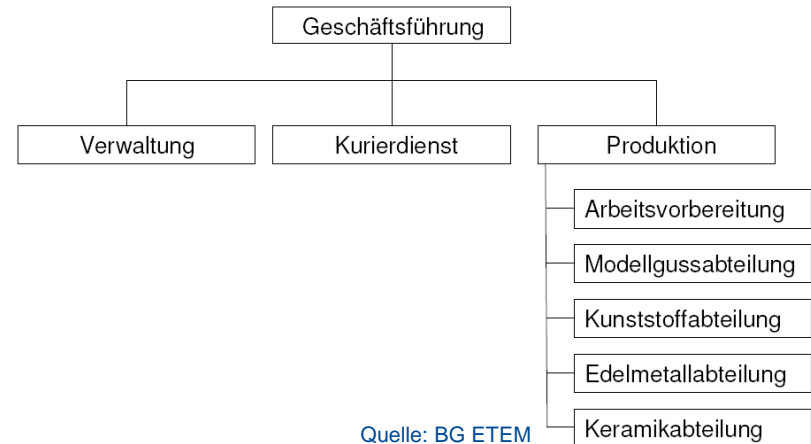 Geschäftsführung
Verwaltung
Kurierdienst
Produktion
Arbeitsvorbereitung
Modellgussabteilung
Kunststoffabteilung
Edelmetallabteilung
Keramikabteilung
Quelle: BG ETEM